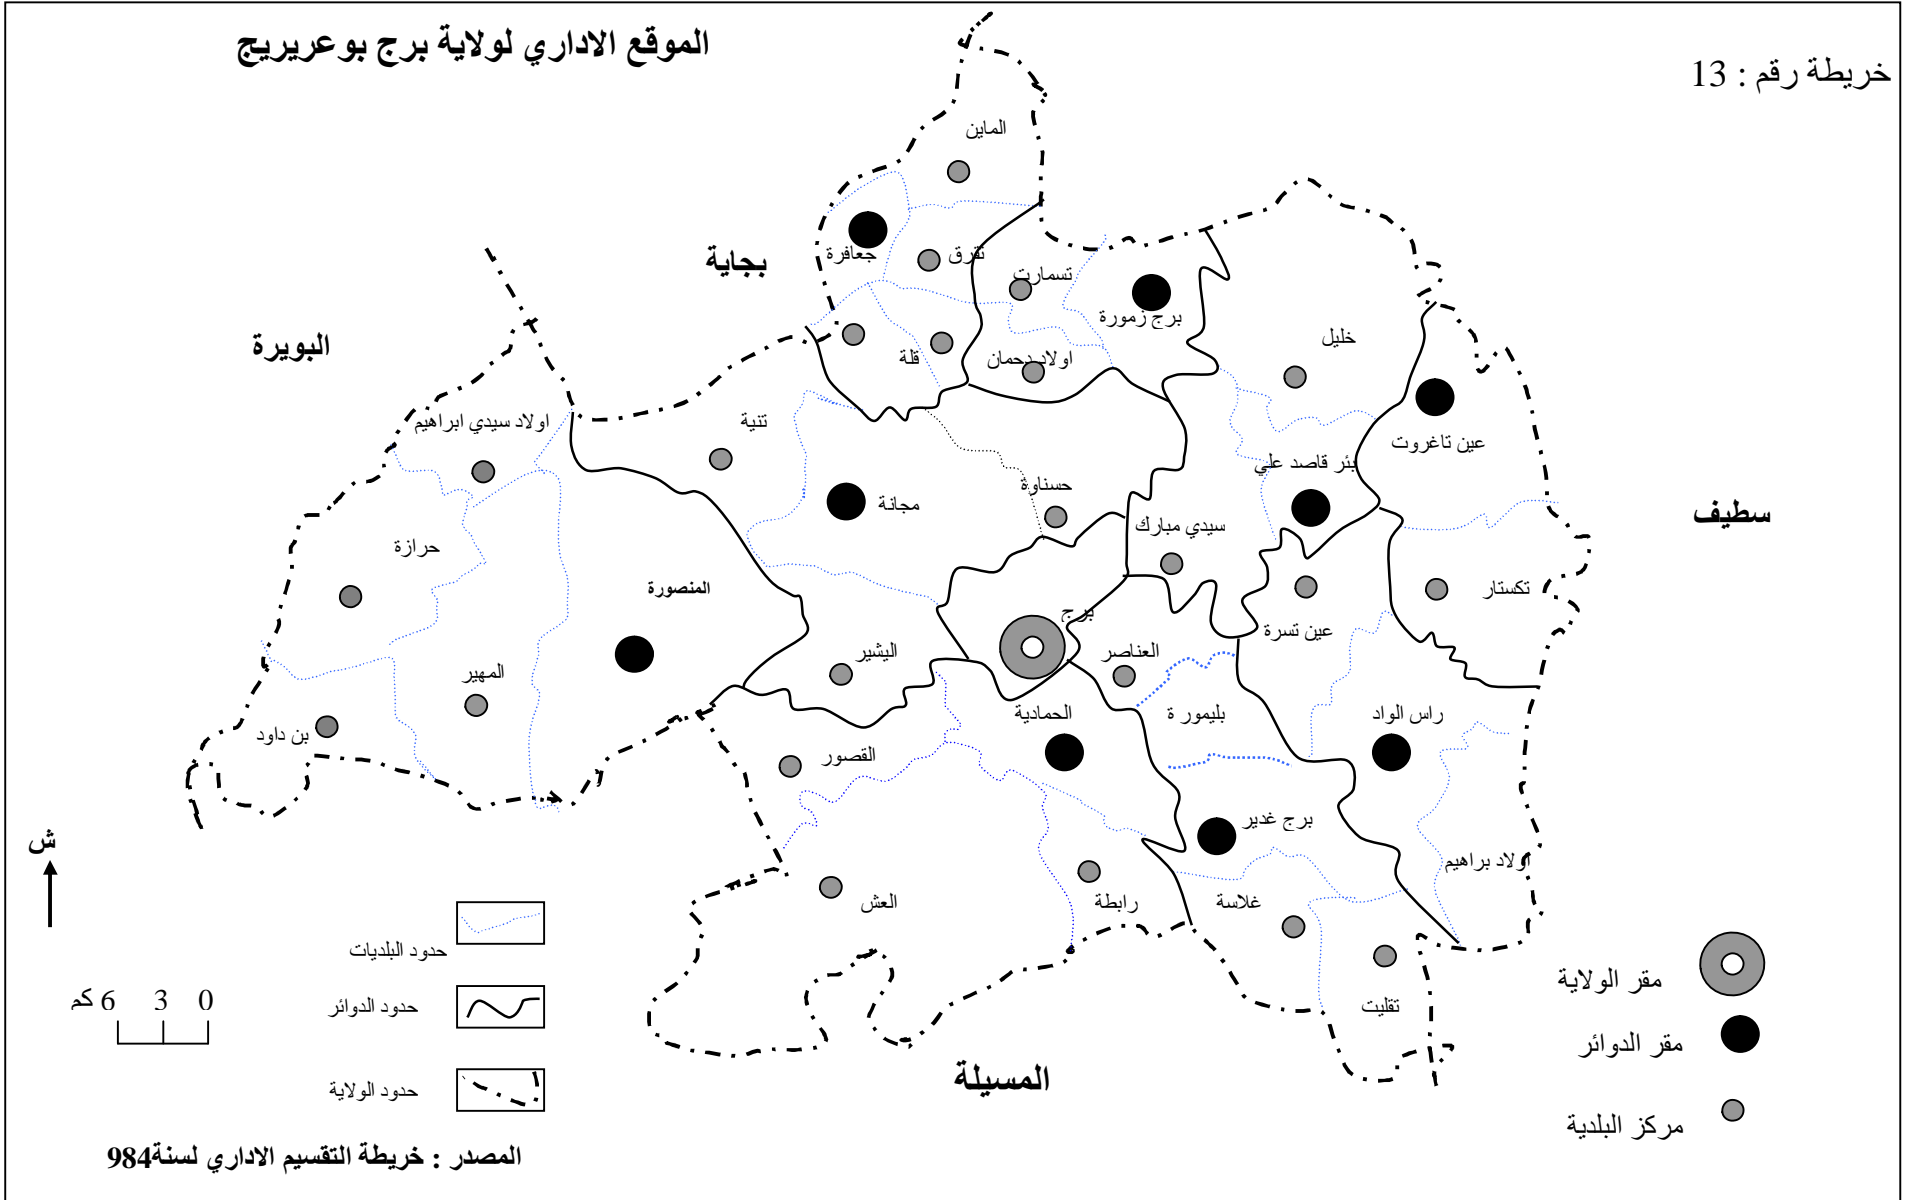 الموقع الاداري لولاية برج بوعريريج
خريطة رقم : 13
الماين
جعافرة
تفرق
تسمارت
برج زمورة
بجاية
البويرة
قلة
اولاد دحمان
خليل
عين تاغروت
تنية
اولاد سيدي ابراهيم
بئر قاصد علي
حسناوة
مجانة
سيدي مبارك
سطيف
حرازة
المنصورة
تكستار
برج
عين تسرة
العناصر
اليشير
المهير
بن داود
الحمادية
بليمور ة
راس الواد
القصور
برج غدير
اولاد براهيم
العش
رابطة
غلاسة
تقليت
المسيلة
ش
حدود البلديات
حدود الدوائر
حدود الولاية
0 3 6 كم
مقر الولاية
مقر الدوائر
مركز البلدية
المصدر : خريطة التقسيم الاداري لسنة984